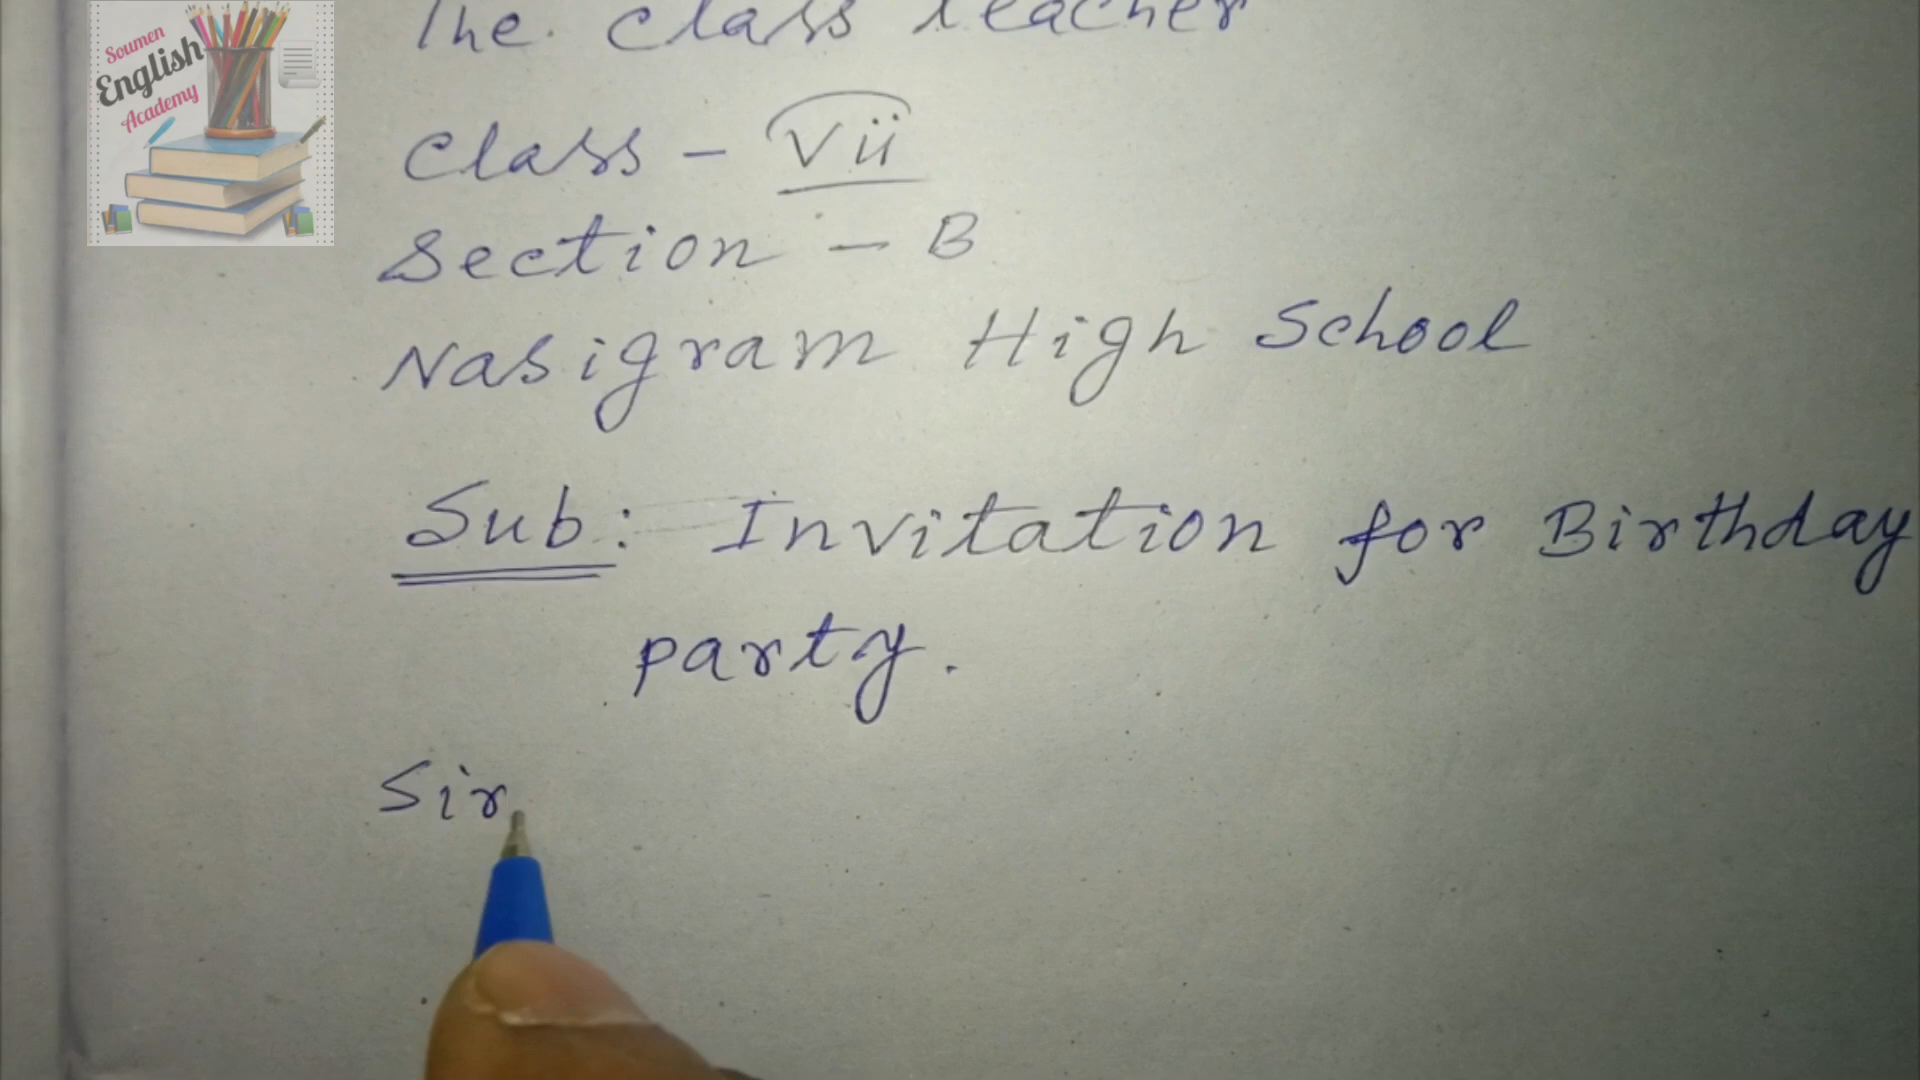 Soumen
English
Academy
The class teacher
Class - Vii
Section - B
Nasigram High School
Sub: Invitation for Birthday
party.
Sir